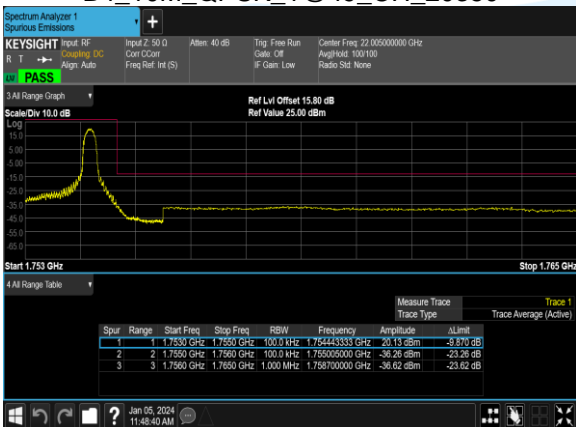 Spectrum Analyzer 1
Spurious Emissions
+
KEYSIGHT Input: RF Input Z: 50 Ω Atten: 40 dB Trig: Free Run Center Freq: 22.005000000 GHz
R T Coupling: DC Corr CCorr Gate: Off Avg|Hold: 100/100
Align: Auto Freq Ref: Int (S) IF Gain: Low Radio Std: None
PASS
3 All Range Graph
Ref Lvl Offset 15.80 dB
Scale/Div 10.0 dB Ref Value 25.00 dBm
Log
15.0
5.00
-5.00
-15.0
-25.0
-35.0
-45.0
-55.0
-65.0
Start 1.753 GHz Stop 1.765 GHz
4 All Range Table
Measure Trace Trace 1
Trace Type Trace Average (Active)
Spur Range Start Freq Stop Freq RBW Frequency Amplitude ΔLimit
1 1 1.7530 GHz 1.7550 GHz 100.0 kHz 1.754443333 GHz 20.13 dBm -9.870 dB
2 2 1.7550 GHz 1.7560 GHz 100.0 kHz 1.755005000 GHz -36.26 dBm -23.26 dB
3 3 1.7560 GHz 1.7650 GHz 1.000 MHz 1.758700000 GHz -36.62 dBm -23.62 dB
?
Jan 05, 2024
11:48:40 AM